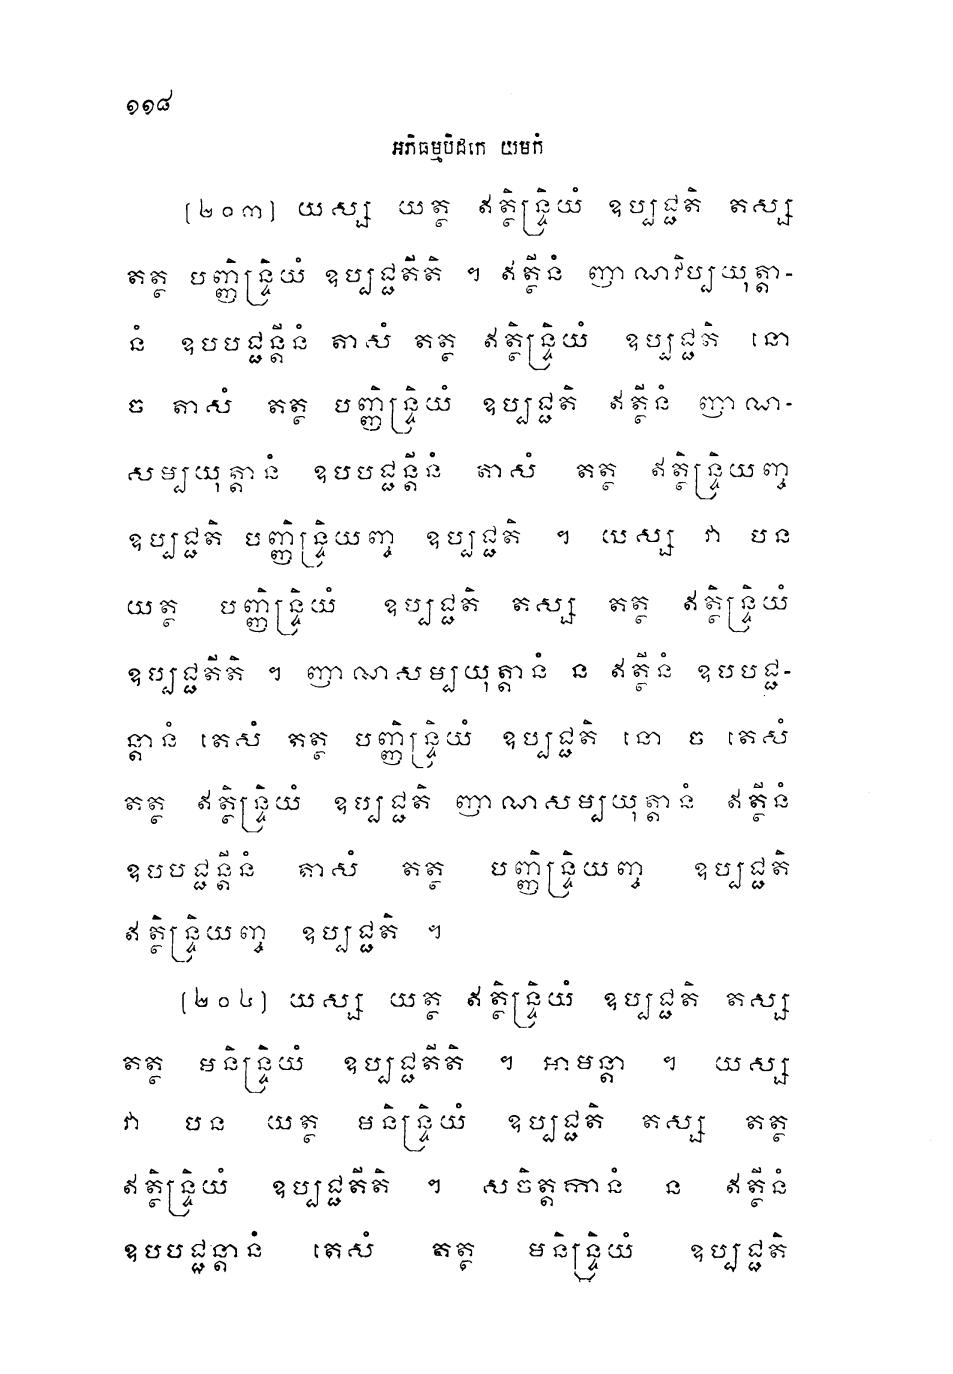 ១១៨
អភិធម្មបិដកេ យមកំ
[២០៣] យស្ស យត្ថ ឥត្ថិន្ទ្រិយំ ឧប្បជ្ជតិ តស្ស
តត្ថ បញ្ញិន្ទ្រិយំ ឧប្បជ្ជតីតិ ។ ឥត្ថីនំ ញាណវិប្បយុត្តា-
នំ ឧបបជ្ជន្តីនំ តាសំ តត្ថ ឥត្ថិន្ទ្រិយំ ឧប្បជ្ជតិ នោ
ច តាសំ តត្ថ បញ្ញិន្ទ្រិយំ ឧប្បជ្ជតិ ឥត្ថីនំ ញាណ-
សម្បយុត្តានំ ឧបបជ្ជន្តីនំ តាសំ តត្ថ ឥត្ថិន្ទ្រិយញ្ច
ឧប្បជ្ជតិ បញ្ញិន្ទ្រិយញ្ច ឧប្បជ្ជតិ ។ យស្ស វា បន
យត្ថ បញ្ញិន្ទ្រិយំ ឧប្បជ្ជតិ តស្ស តត្ថ ឥត្ថិន្ទ្រិយំ
ឧប្បជ្ជតីតិ ។ ញាណសម្បយុត្តានំ ន ឥត្ថីនំ ឧបបជ្ជ-
ន្តានំ តេសំ តត្ថ បញ្ញិន្ទ្រិយំ ឧប្បជ្ជតិ នោ ច តេសំ
តត្ថ ឥត្ថិន្ទ្រិយំ ឧប្បជ្ជតិ ញាណសម្បយុត្តានំ ឥត្ថីនំ
ឧបបជ្ជន្តីនំ តាសំ តត្ថ បញ្ញិន្ទ្រិយញ្ច ឧប្បជ្ជតិ
ឥត្ថិន្ទ្រិយញ្ច ឧប្បជ្ជតិ ។
[២០៤] យស្ស យត្ថ ឥត្ថិន្ទ្រិយំ ឧប្បជ្ជតិ តស្ស
តត្ថ មនិន្ទ្រិយំ ឧប្បជ្ជតីតិ ។ អាមន្តា ។ យស្ស
វា បន យត្ថ មនិន្ទ្រិយំ ឧប្បជ្ជតិ តស្ស តត្ថ
ឥត្ថិន្ទ្រិយំ ឧប្បជ្ជតីតិ ។ សចិត្តកានំ ន ឥត្ថីនំ
ឧបបជ្ជន្តានំ តេសំ តត្ថ មនិន្ទ្រិយំ ឧប្បជ្ជតិ